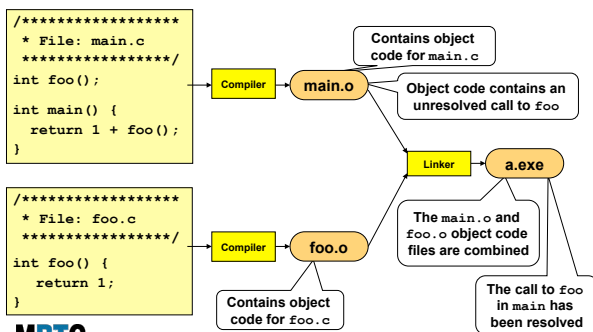 /******************
* File: main.c
*****************/
int foo();
int main() {
return 1 + foo();
}
Compiler
main.o
Contains object
code for main.c
Object code contains an
unresolved call to foo
Linker
a.exe
/******************
* File: foo.c
*****************/
int foo() {
return 1;
}
Compiler
foo.o
Contains object
code for foo.c
The main.o and
foo.o object code
files are combined
The call to foo
in main has
been resolved